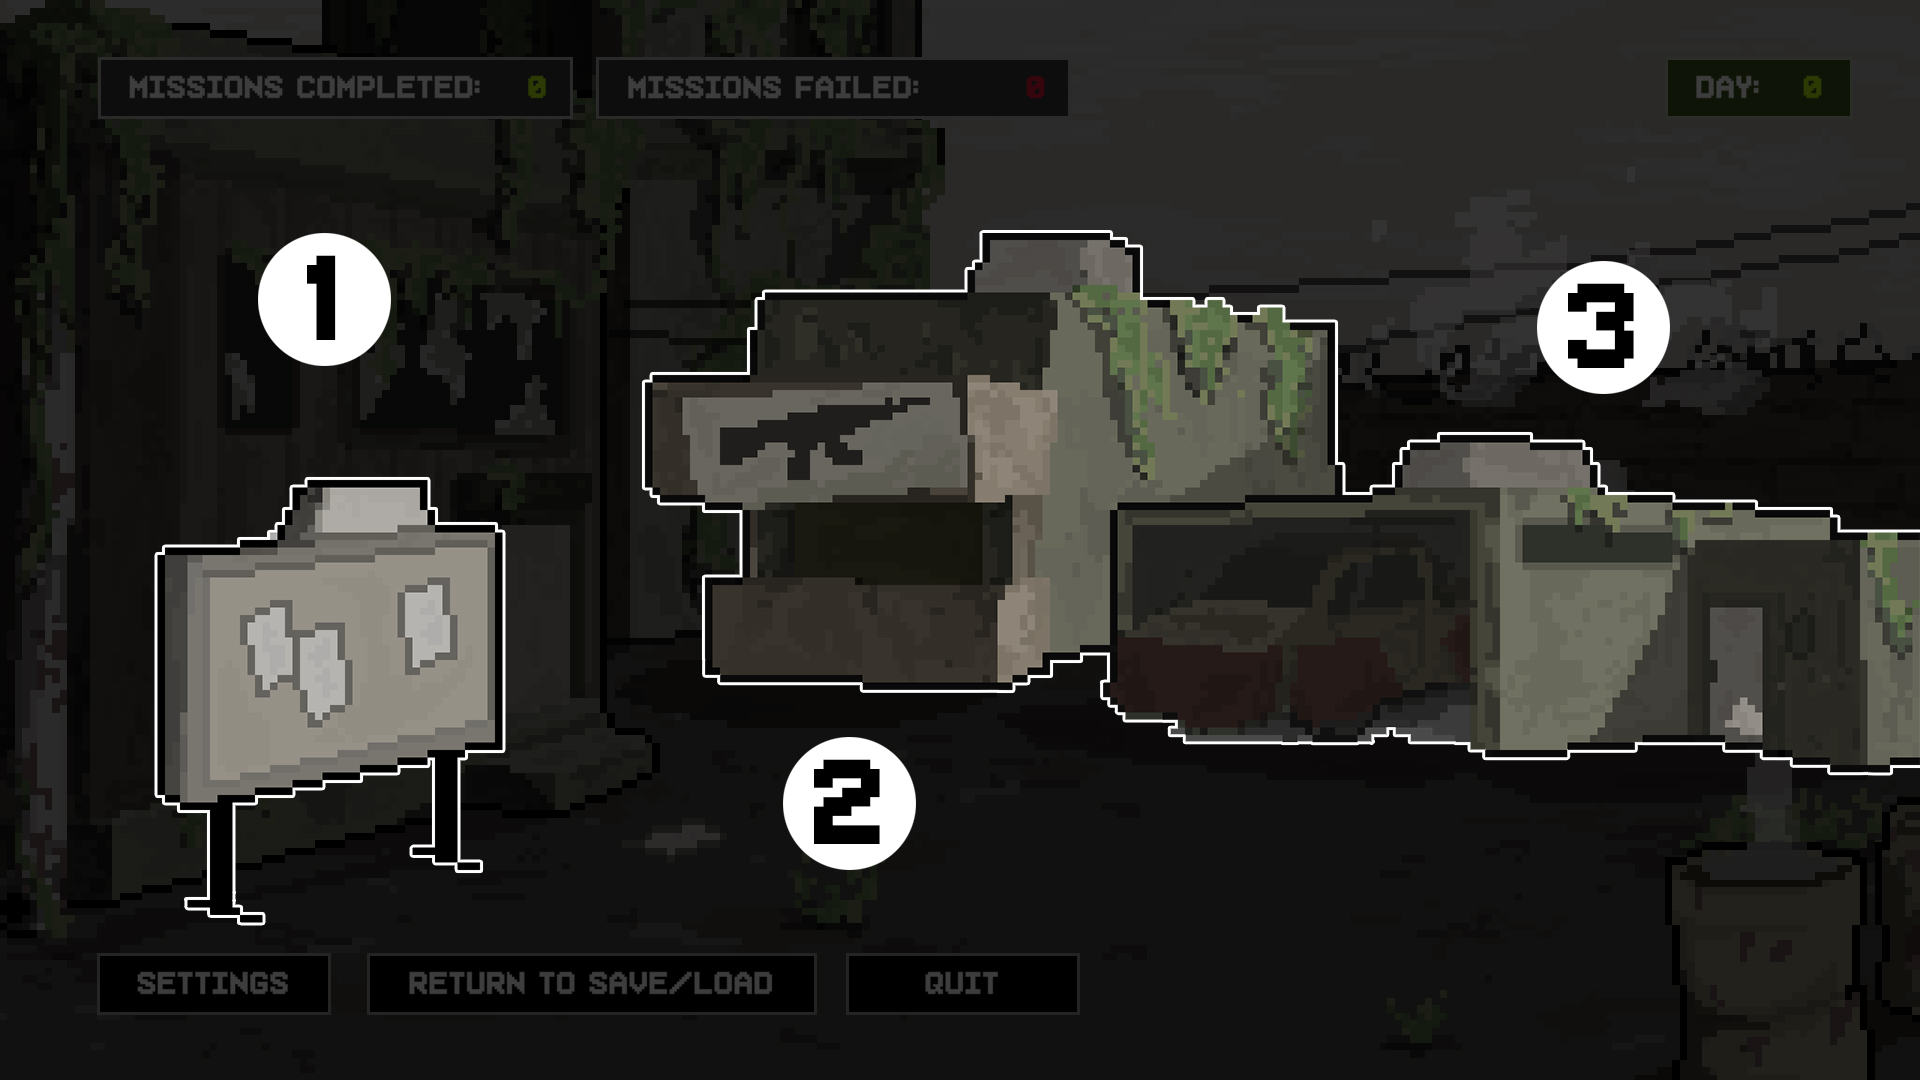 MISSIONS COMPLETED: 0
MISSIONS FAILED: 0
DAY: 0
1
3
2
SETTINGS
RETURN TO SAVE/LOAD
QUIT